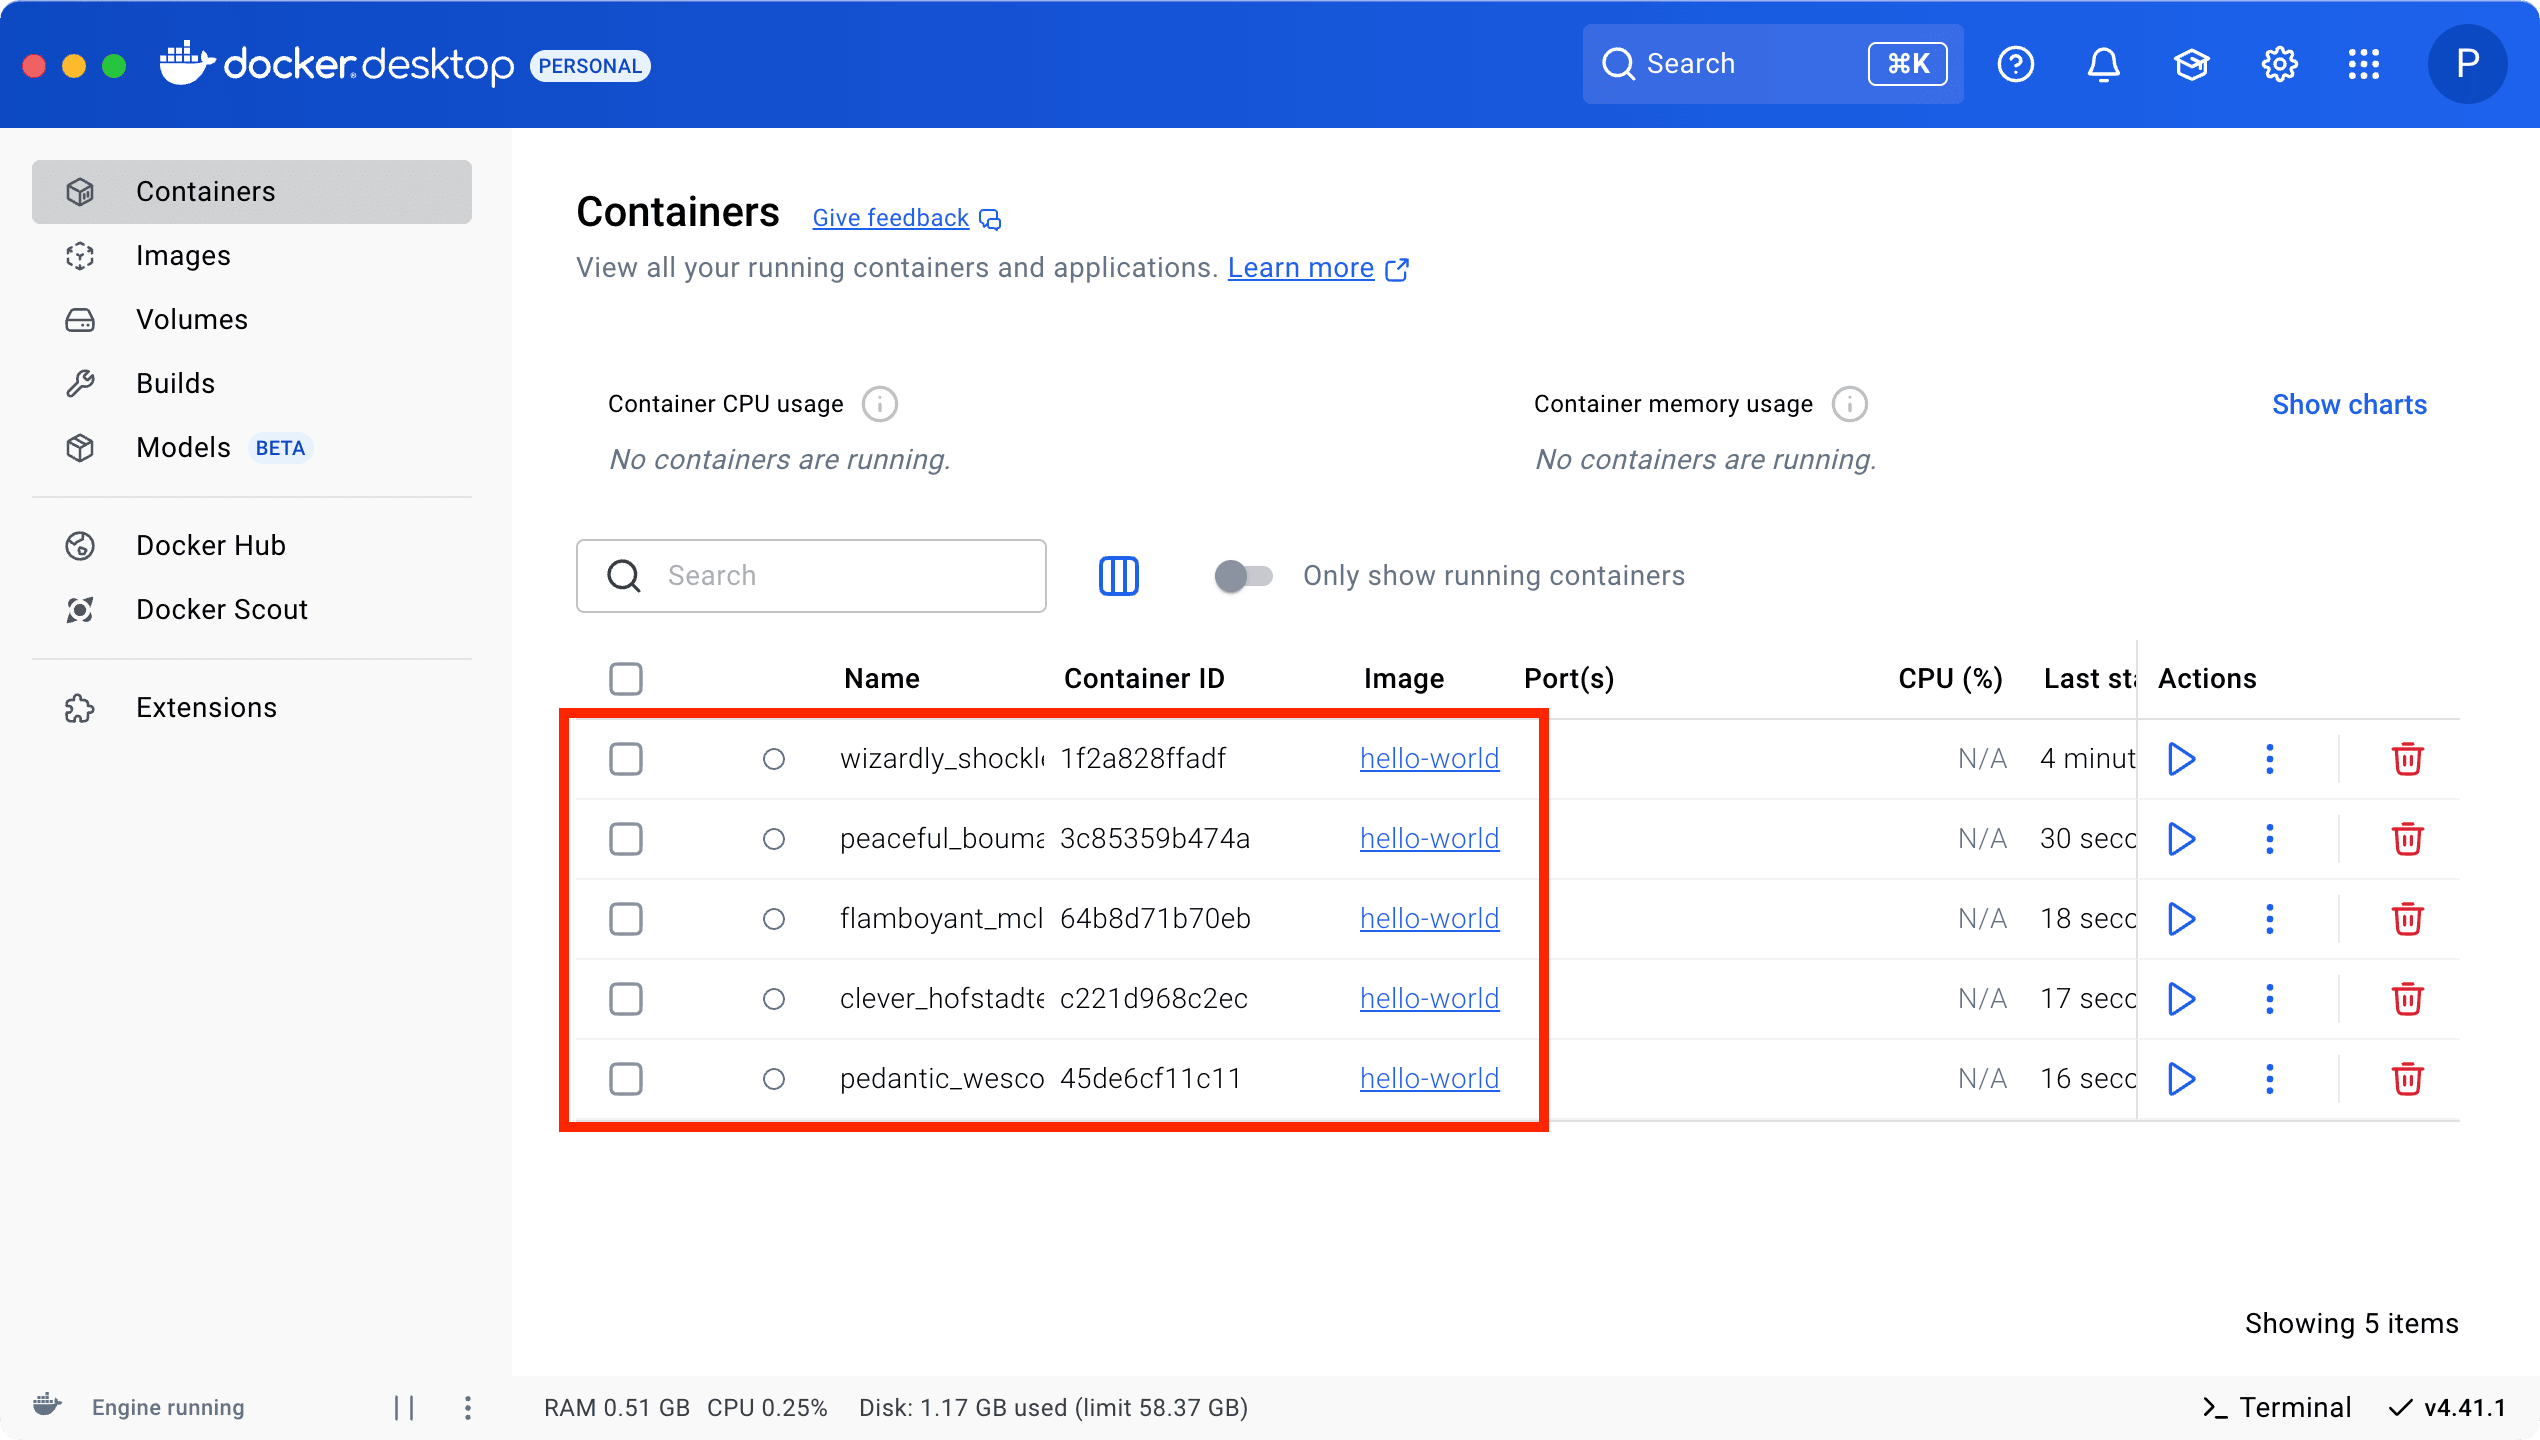 docker desktop PERSONAL
Search ⌘K
P
Containers
Images
Volumes
Builds
Models BETA
Docker Hub
Docker Scout
Extensions
Containers Give feedback
View all your running containers and applications. Learn more
Container CPU usage
No containers are running.
Container memory usage
No containers are running.
Show charts
Search
Only show running containers
Name Container ID Image Port(s) CPU (%) Last sta Actions
wizardly_shockle 1f2a828ffadf hello-world N/A 4 minut
peaceful_bouma 3c85359b474a hello-world N/A 30 seco
flamboyant_mcl 64b8d71b70eb hello-world N/A 18 seco
clever_hofstadte c221d968c2ec hello-world N/A 17 seco
pedantic_wesco 45de6cf11c11 hello-world N/A 16 seco
Showing 5 items
Engine running
RAM 0.51 GB CPU 0.25% Disk: 1.17 GB used (limit 58.37 GB)
Terminal
v4.41.1